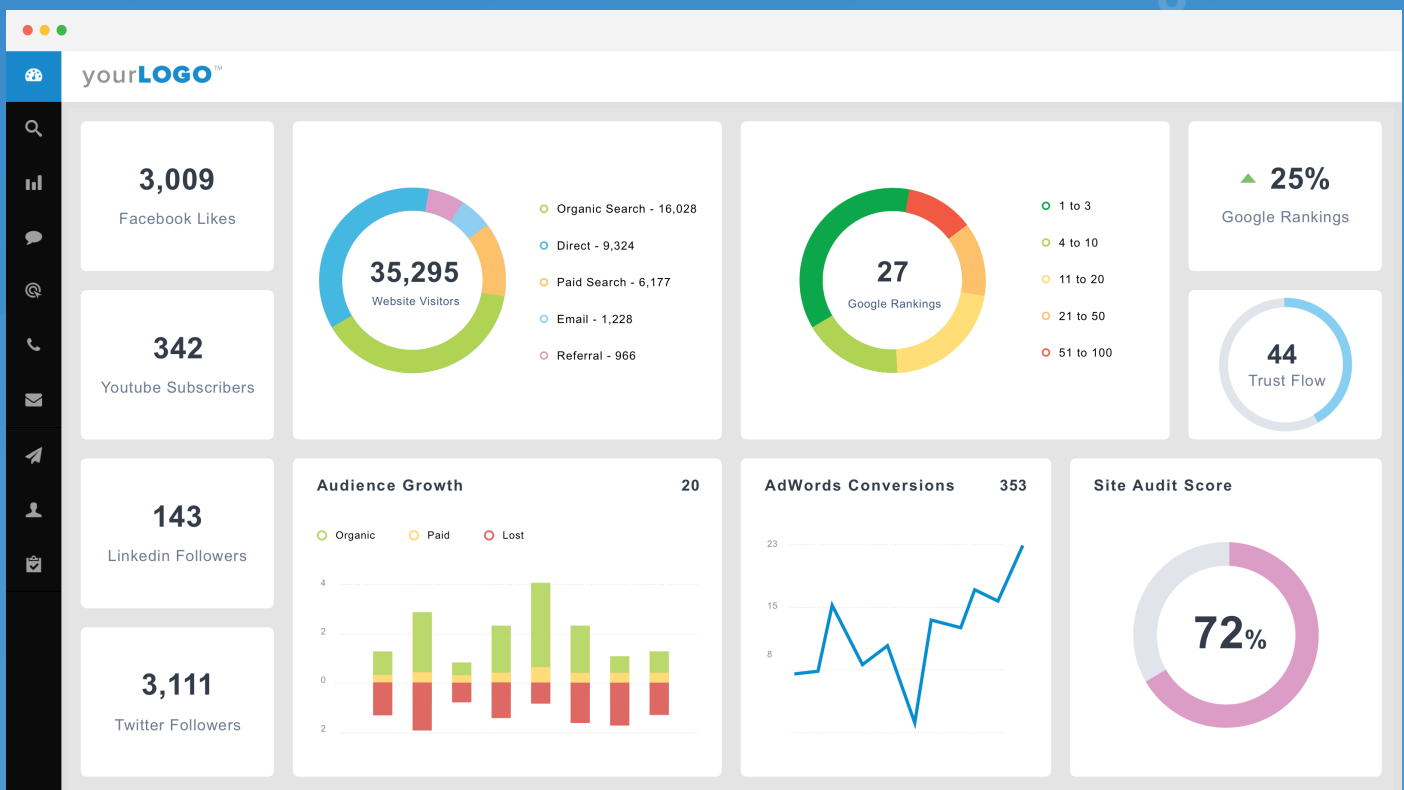 yourLOGO™
3,009
Facebook Likes
342
Youtube Subscribers
143
Linkedin Followers
3,111
Twitter Followers
35,295
Website Visitors
Organic Search - 16,028
Direct - 9,324
Paid Search - 6,177
Email - 1,228
Referral - 966
27
Google Rankings
1 to 3
4 to 10
11 to 20
21 to 50
51 to 100
25%
Google Rankings
44
Trust Flow
Audience Growth 20
Organic Paid Lost
4
2
0
2
AdWords Conversions 353
23
15
8
Site Audit Score
72%